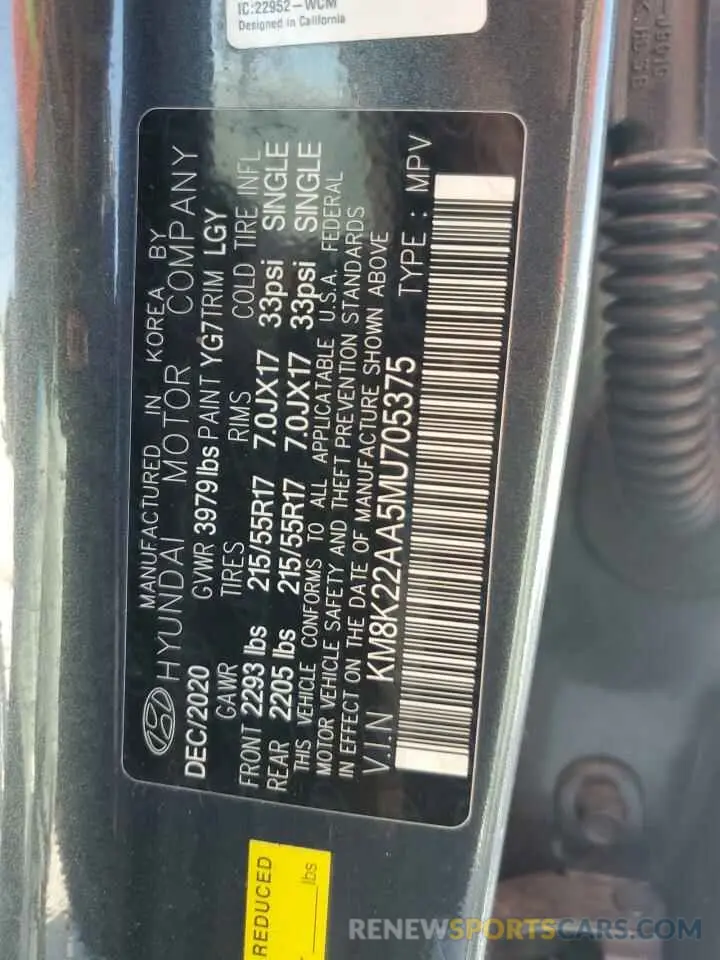 IC:22952-WCM
Designed in California
MANUFACTURED IN KOREA BY
HYUNDAI MOTOR COMPANY
DEC/2020 GVWR 3979 lbs PAINT YG7 TRIM LGY
GAWR TIRES RIMS COLD TIRE INFL
FRONT 2293 lbs 215/55R17 7.0JX17 33psi SINGLE
REAR 2205 lbs 215/55R17 7.0JX17 33psi SINGLE
THIS VEHICLE CONFORMS TO ALL APPLICATABLE U.S.A. FEDERAL
MOTOR VEHICLE SAFETY AND THEFT PREVENTION STANDARDS
IN EFFECT ON THE DATE OF MANUFACTURE SHOWN ABOVE
V.I.N KM8K22AA5MU705375 TYPE : MPV
REDUCED
lbs
RENEWSPORTSCARS.COM